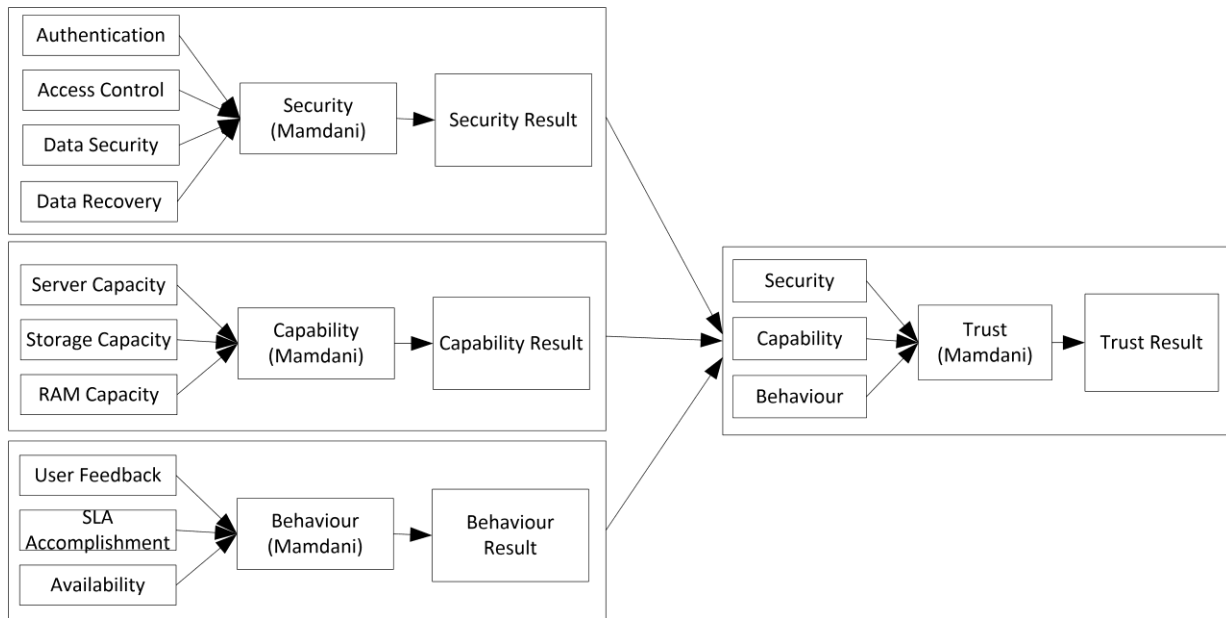 Authentication
Access Control
Data Security
Data Recovery
Security
(Mamdani)
Security Result
Server Capacity
Storage Capacity
RAM Capacity
Capability
(Mamdani)
Capability Result
User Feedback
SLA
Accomplishment
Availability
Behaviour
(Mamdani)
Behaviour
Result
Security
Capability
Behaviour
Trust
(Mamdani)
Trust Result